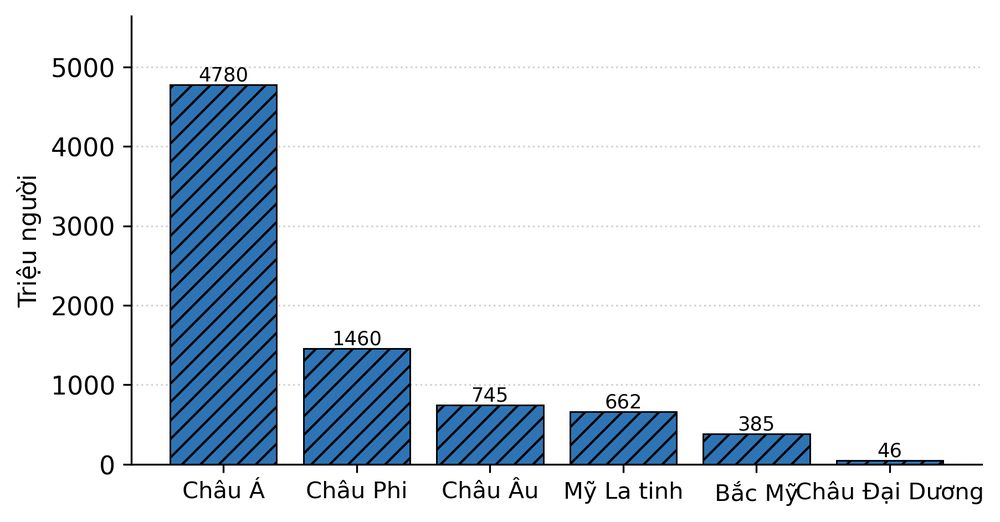 Triệu người
5000
4000
3000
2000
1000
0
4780
1460
745
662
385
46
Châu Á
Châu Phi
Châu Âu
Mỹ La tinh
Bắc Mỹ
Châu Đại Dương